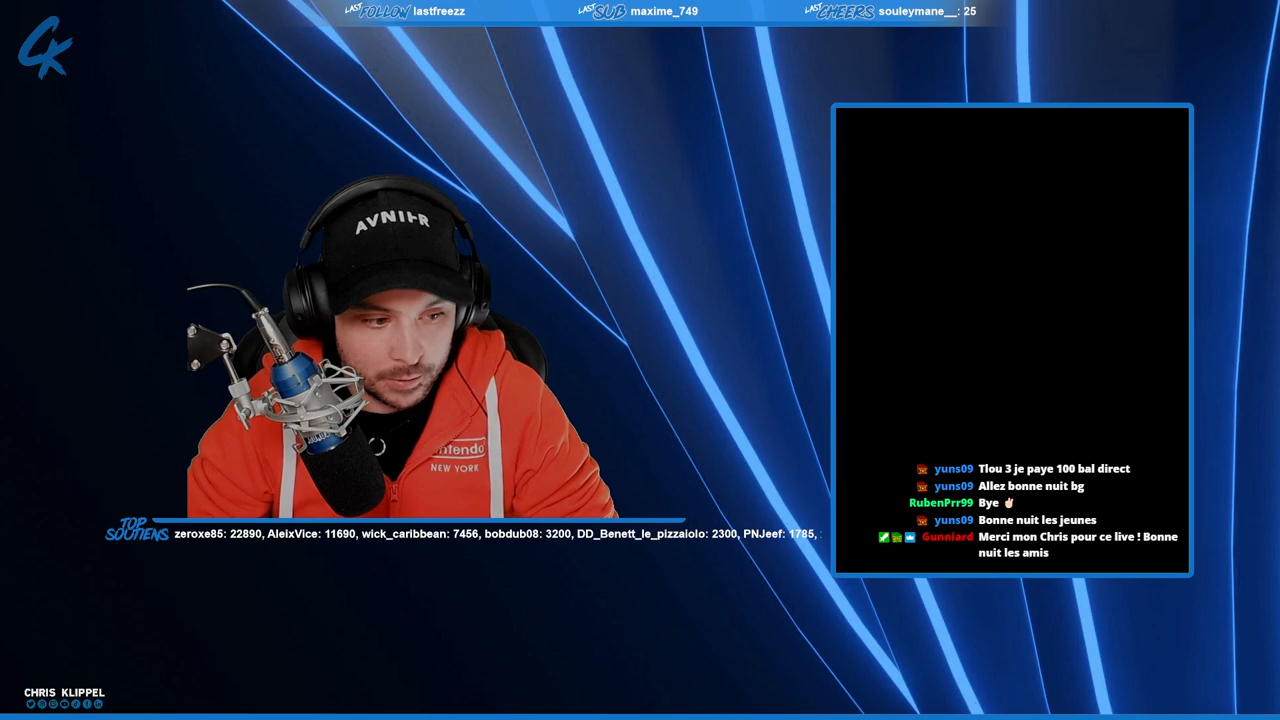 LAST FOLLOW lastfreezz
LAST SUB maxime_749
LAST CHEERS souleymane__: 25
CK
AVNIER
Nintendo
NEW YORK
yuns09 Tlou 3 je paye 100 bal direct
yuns09 Allez bonne nuit bg
RubenPrr99 Bye ✌🏻
yuns09 Bonne nuit les jeunes
Gunniard Merci mon Chris pour ce live ! Bonne
nuit les amis
TOP
SOUTIENS
zeroxe85: 22890, AleixVice: 11690, wick_caribbean: 7456, bobdub08: 3200, DD_Benett_le_pizzaiolo: 2300, PNJeef: 1785,
CHRIS KLIPPEL